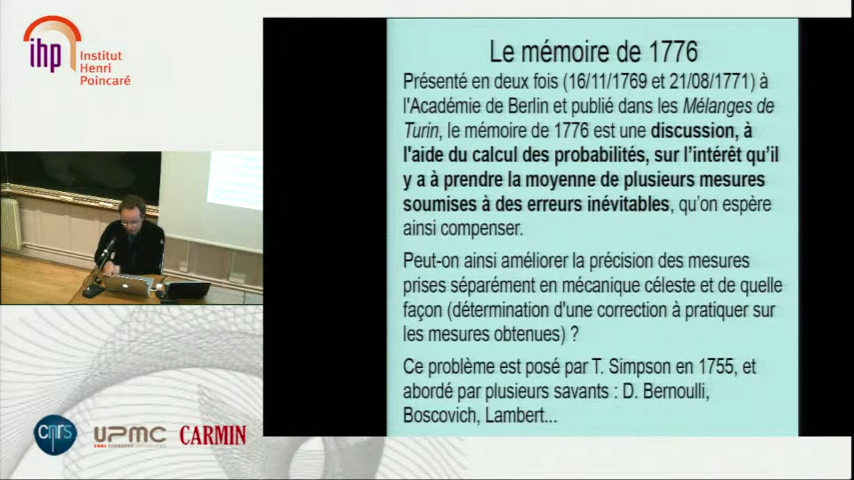 ihp
Institut
Henri
Poincaré
Le mémoire de 1776
Présenté en deux fois (16/11/1769 et 21/08/1771) à
l'Académie de Berlin et publié dans les Mélanges de
Turin, le mémoire de 1776 est une discussion, à
l'aide du calcul des probabilités, sur l'intérêt qu'il
y a à prendre la moyenne de plusieurs mesures
soumises à des erreurs inévitables, qu'on espère
ainsi compenser.
Peut-on ainsi améliorer la précision des mesures
prises séparément en mécanique céleste et de quelle
façon (détermination d'une correction à pratiquer sur
les mesures obtenues) ?
Ce problème est posé par T. Simpson en 1755, et
abordé par plusieurs savants : D. Bernoulli,
Boscovich, Lambert...
cnrs
UPMC
CARMIN